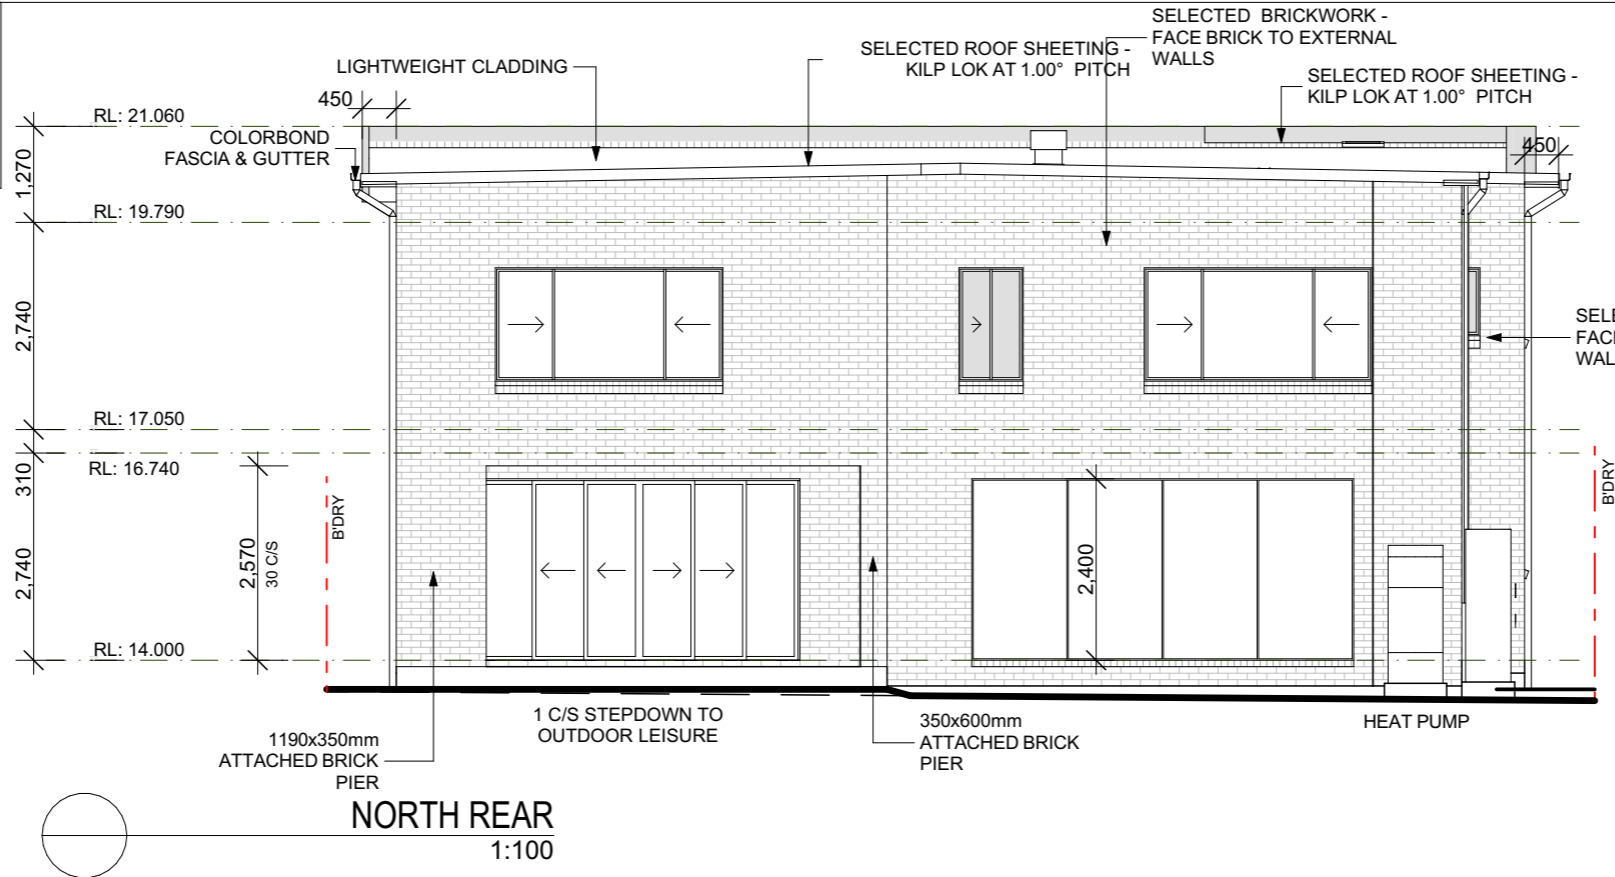 SELECTED BRICKWORK -
FACE BRICK TO EXTERNAL
WALLS
SELECTED ROOF SHEETING -
KILP LOK AT 1.00° PITCH
LIGHTWEIGHT CLADDING
SELECTED ROOF SHEETING -
KILP LOK AT 1.00° PITCH
450
RL: 21.060
COLORBOND
FASCIA & GUTTER
450
1,270
RL: 19.790
2,740
SELE
FACE
WAL
RL: 17.050
310
RL: 16.740
B'DRY
B'DRY
2,570
30 C/S
2,400
2,740
RL: 14.000
1 C/S STEPDOWN TO
OUTDOOR LEISURE
1190x350mm
ATTACHED BRICK
PIER
350x600mm
ATTACHED BRICK
PIER
HEAT PUMP
NORTH REAR
1:100